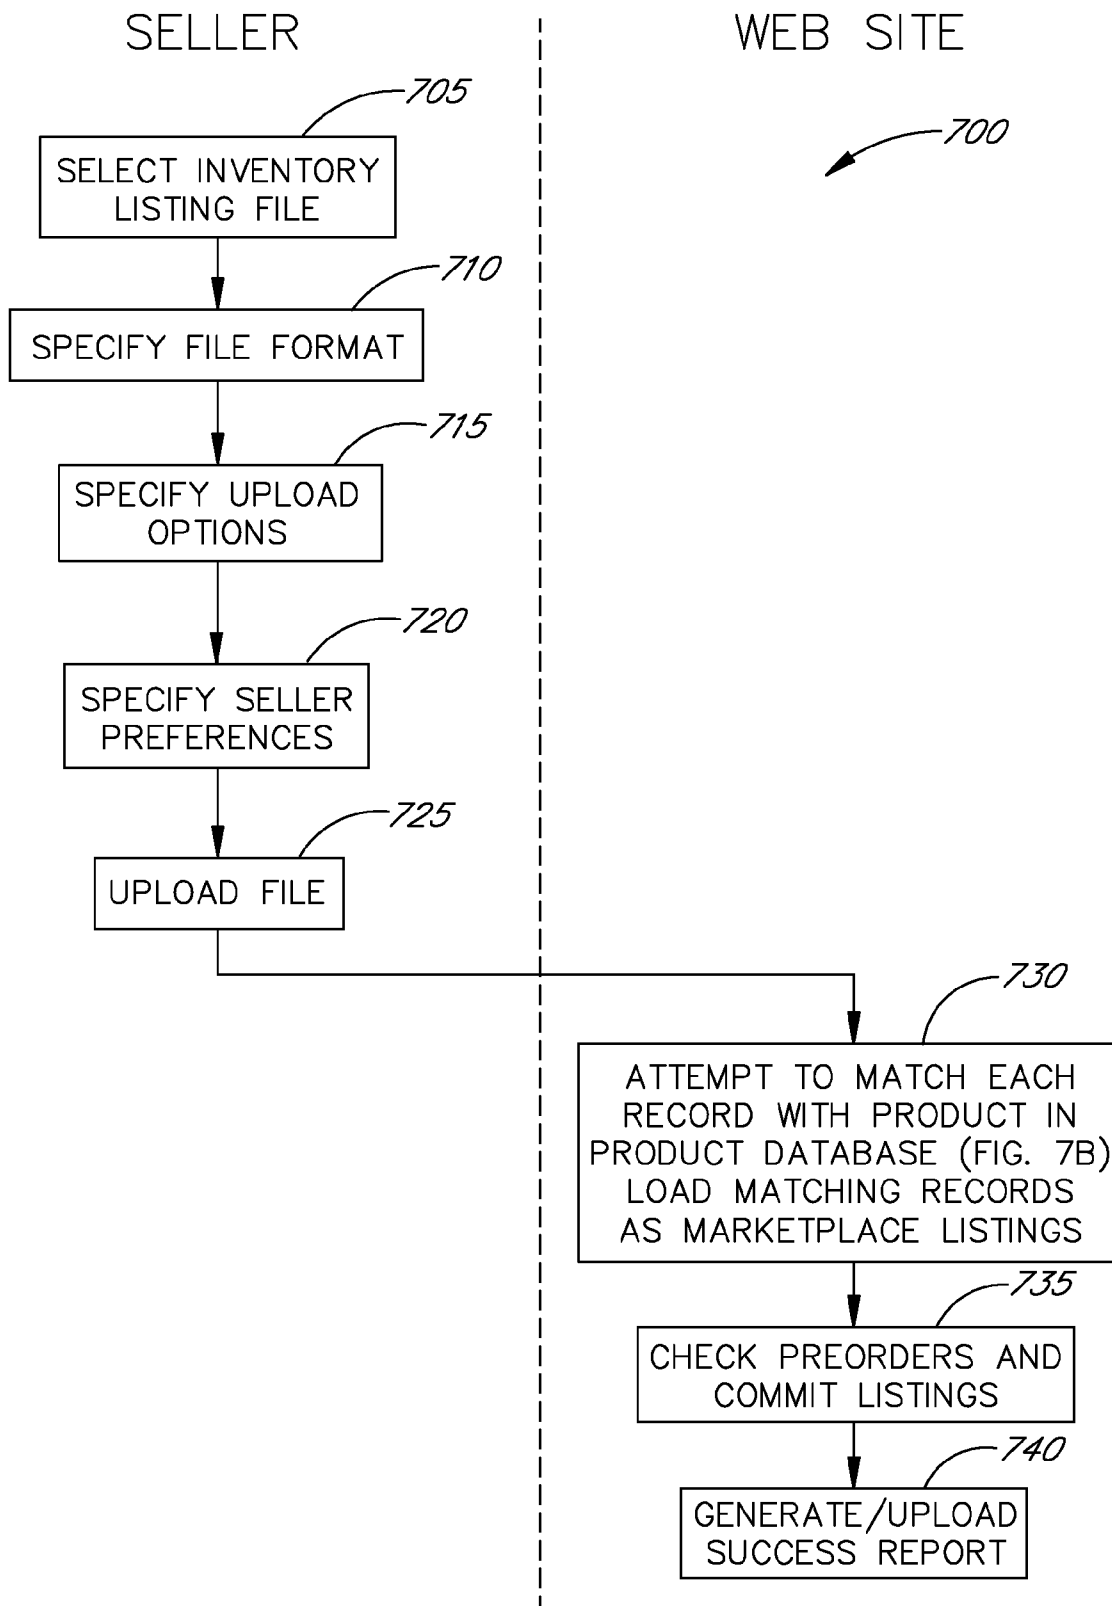 SELLER
WEB SITE
705
700
SELECT INVENTORY
LISTING FILE
710
SPECIFY FILE FORMAT
715
SPECIFY UPLOAD
OPTIONS
720
SPECIFY SELLER
PREFERENCES
725
UPLOAD FILE
730
ATTEMPT TO MATCH EACH
RECORD WITH PRODUCT IN
PRODUCT DATABASE (FIG. 7B)
LOAD MATCHING RECORDS
AS MARKETPLACE LISTINGS
735
CHECK PREORDERS AND
COMMIT LISTINGS
740
GENERATE/UPLOAD
SUCCESS REPORT